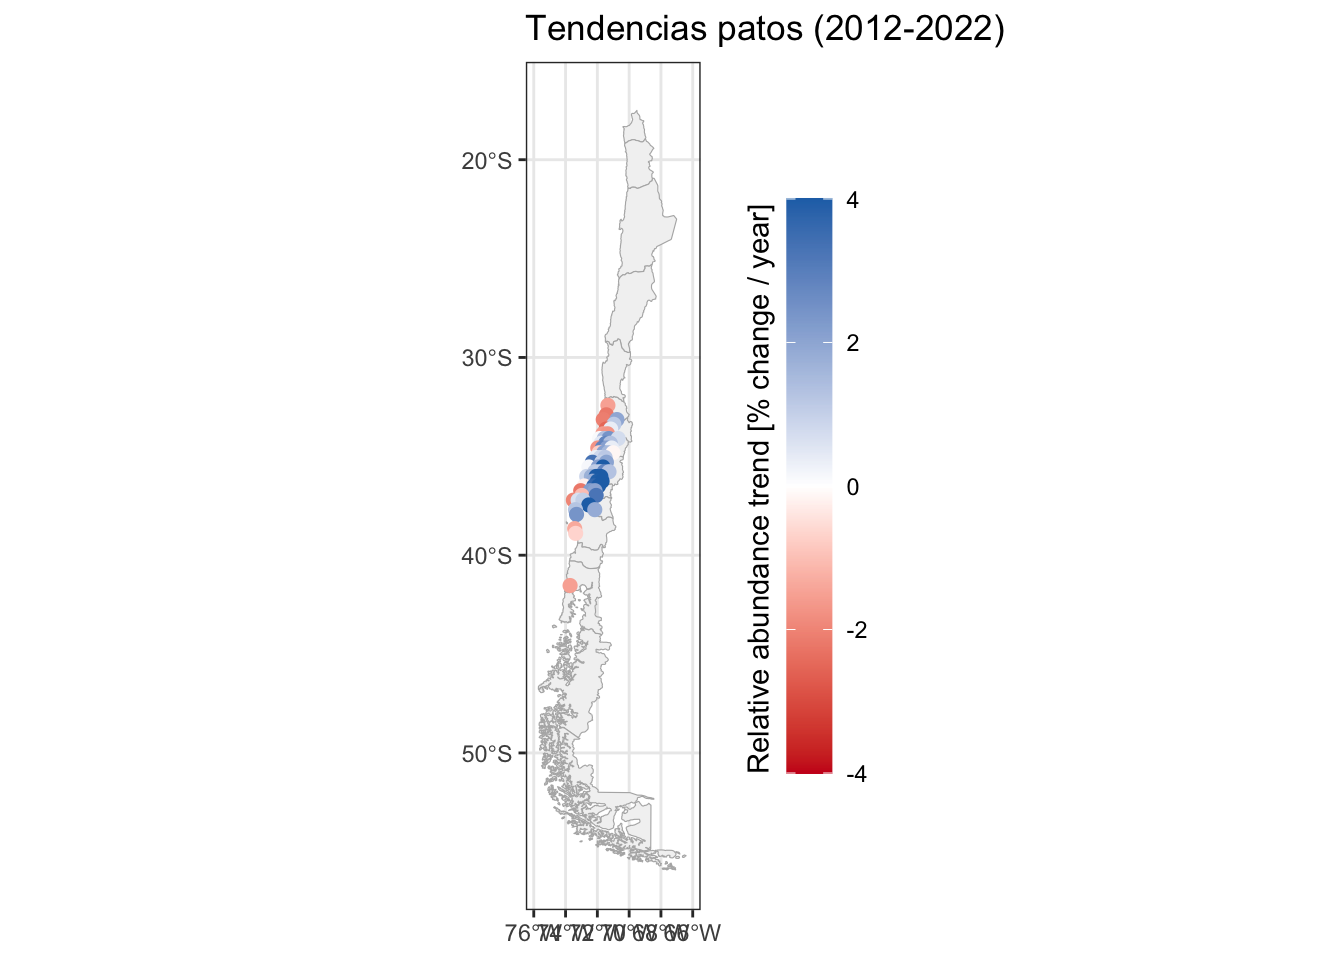 Tendencias patos (2012-2022)
20°S
30°S
40°S
50°S
76°W 74°W 72°W 70°W 68°W 66°W
Relative abundance trend [% change / year]
4
2
0
-2
-4